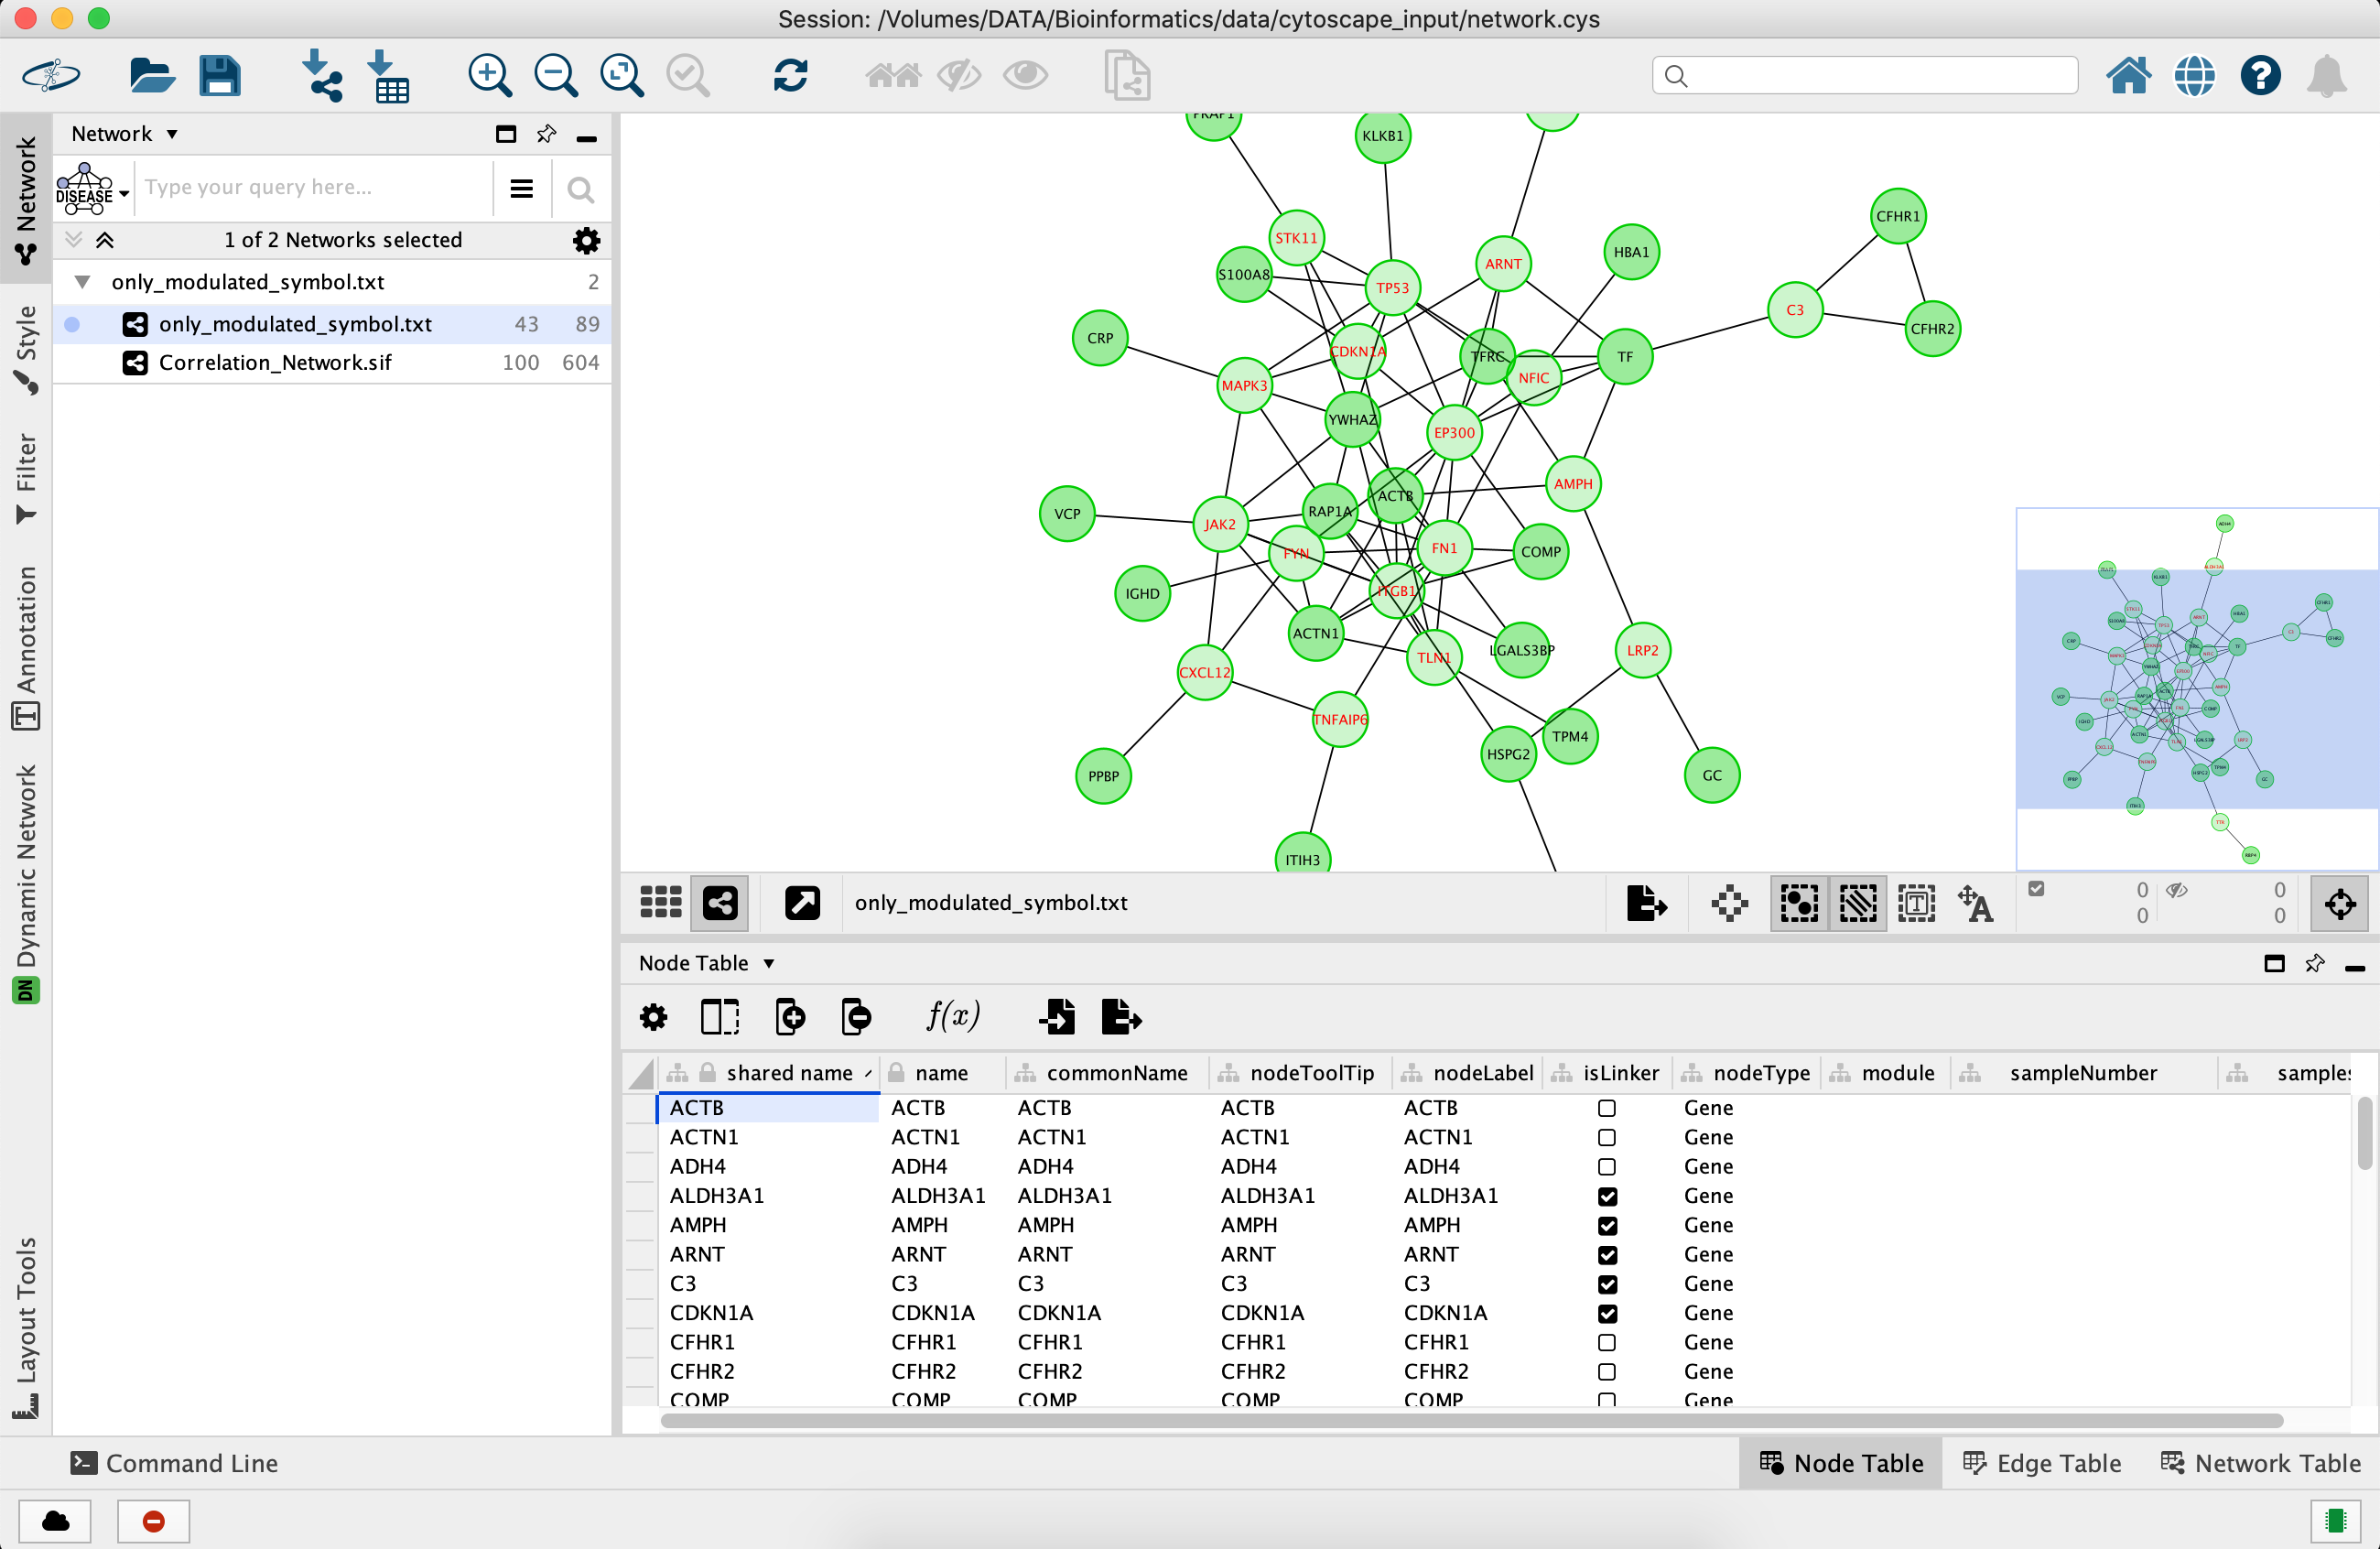 Session: /Volumes/DATA/Bioinformatics/data/cytoscape_input/network.cys
Network
Style
Filter
Annotation
Dynamic Network
DN
Layout Tools
Network
DISEASE
Type your query here...
1 of 2 Networks selected
only_modulated_symbol.txt 2
only_modulated_symbol.txt 43 89
Correlation_Network.sif 100 604
KLKB1
CFHR1
STK11
HBA1
ARNT
S100A8
TP53
C3
CFHR2
CRP
CDKN1A
TFRC
TF
NFIC
MAPK3
YWHAZ
EP300
AMPH
ACTB
RAP1A
VCP
JAK2
FN1
COMP
FYN
IGHD
ITGB1
ACTN1
LGALS3BP
LRP2
TLN1
CXCL12
TNFAIP6
TPM4
HSPG2
PPBP
GC
ITIH3
only_modulated_symbol.txt
T
A
0 0
0 0
Node Table
f(x)
shared name name commonName nodeToolTip nodeLabel isLinker nodeType module sampleNumber samples
ACTB ACTB ACTB ACTB ACTB Gene
ACTN1 ACTN1 ACTN1 ACTN1 ACTN1 Gene
ADH4 ADH4 ADH4 ADH4 ADH4 Gene
ALDH3A1 ALDH3A1 ALDH3A1 ALDH3A1 ALDH3A1 Gene
AMPH AMPH AMPH AMPH AMPH Gene
ARNT ARNT ARNT ARNT ARNT Gene
C3 C3 C3 C3 C3 Gene
CDKN1A CDKN1A CDKN1A CDKN1A CDKN1A Gene
CFHR1 CFHR1 CFHR1 CFHR1 CFHR1 Gene
CFHR2 CFHR2 CFHR2 CFHR2 CFHR2 Gene
COMP COMP COMP COMP COMP Gene
Command Line
Node Table Edge Table Network Table